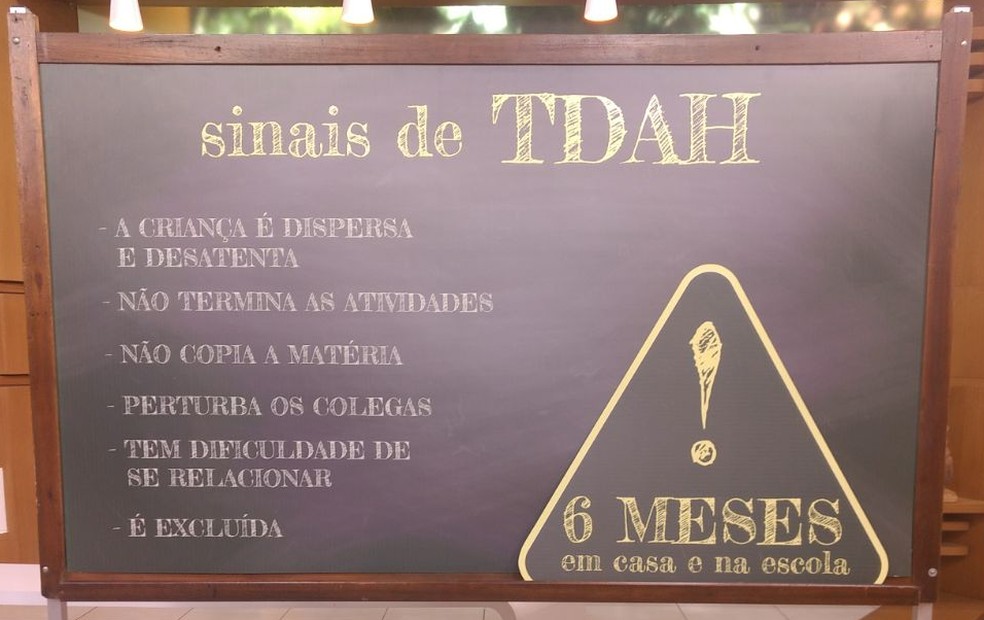 sinais de TDAH
- A CRIANÇA É DISPERSA
E DESATENTA
- NÃO TERMINA AS ATIVIDADES
- NÃO COPIA A MATÉRIA
- PERTURBA OS COLEGAS
- TEM DIFICULDADE DE
SE RELACIONAR
- É EXCLUÍDA
!
6 MESES
em casa e na escola